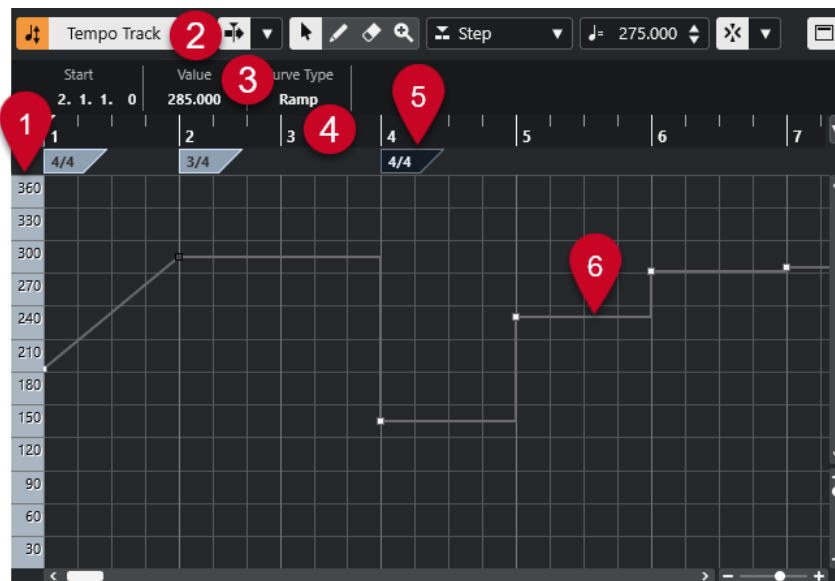 Tempo Track 2 Step 275.000
Start Value 3 urve Type
2. 1. 1. 0 285.000 Ramp
1 4 5
1 2 3 4 5 6 7
4/4 3/4 4/4
360
330
300
270
6
240
210
180
150
120
90
60
30